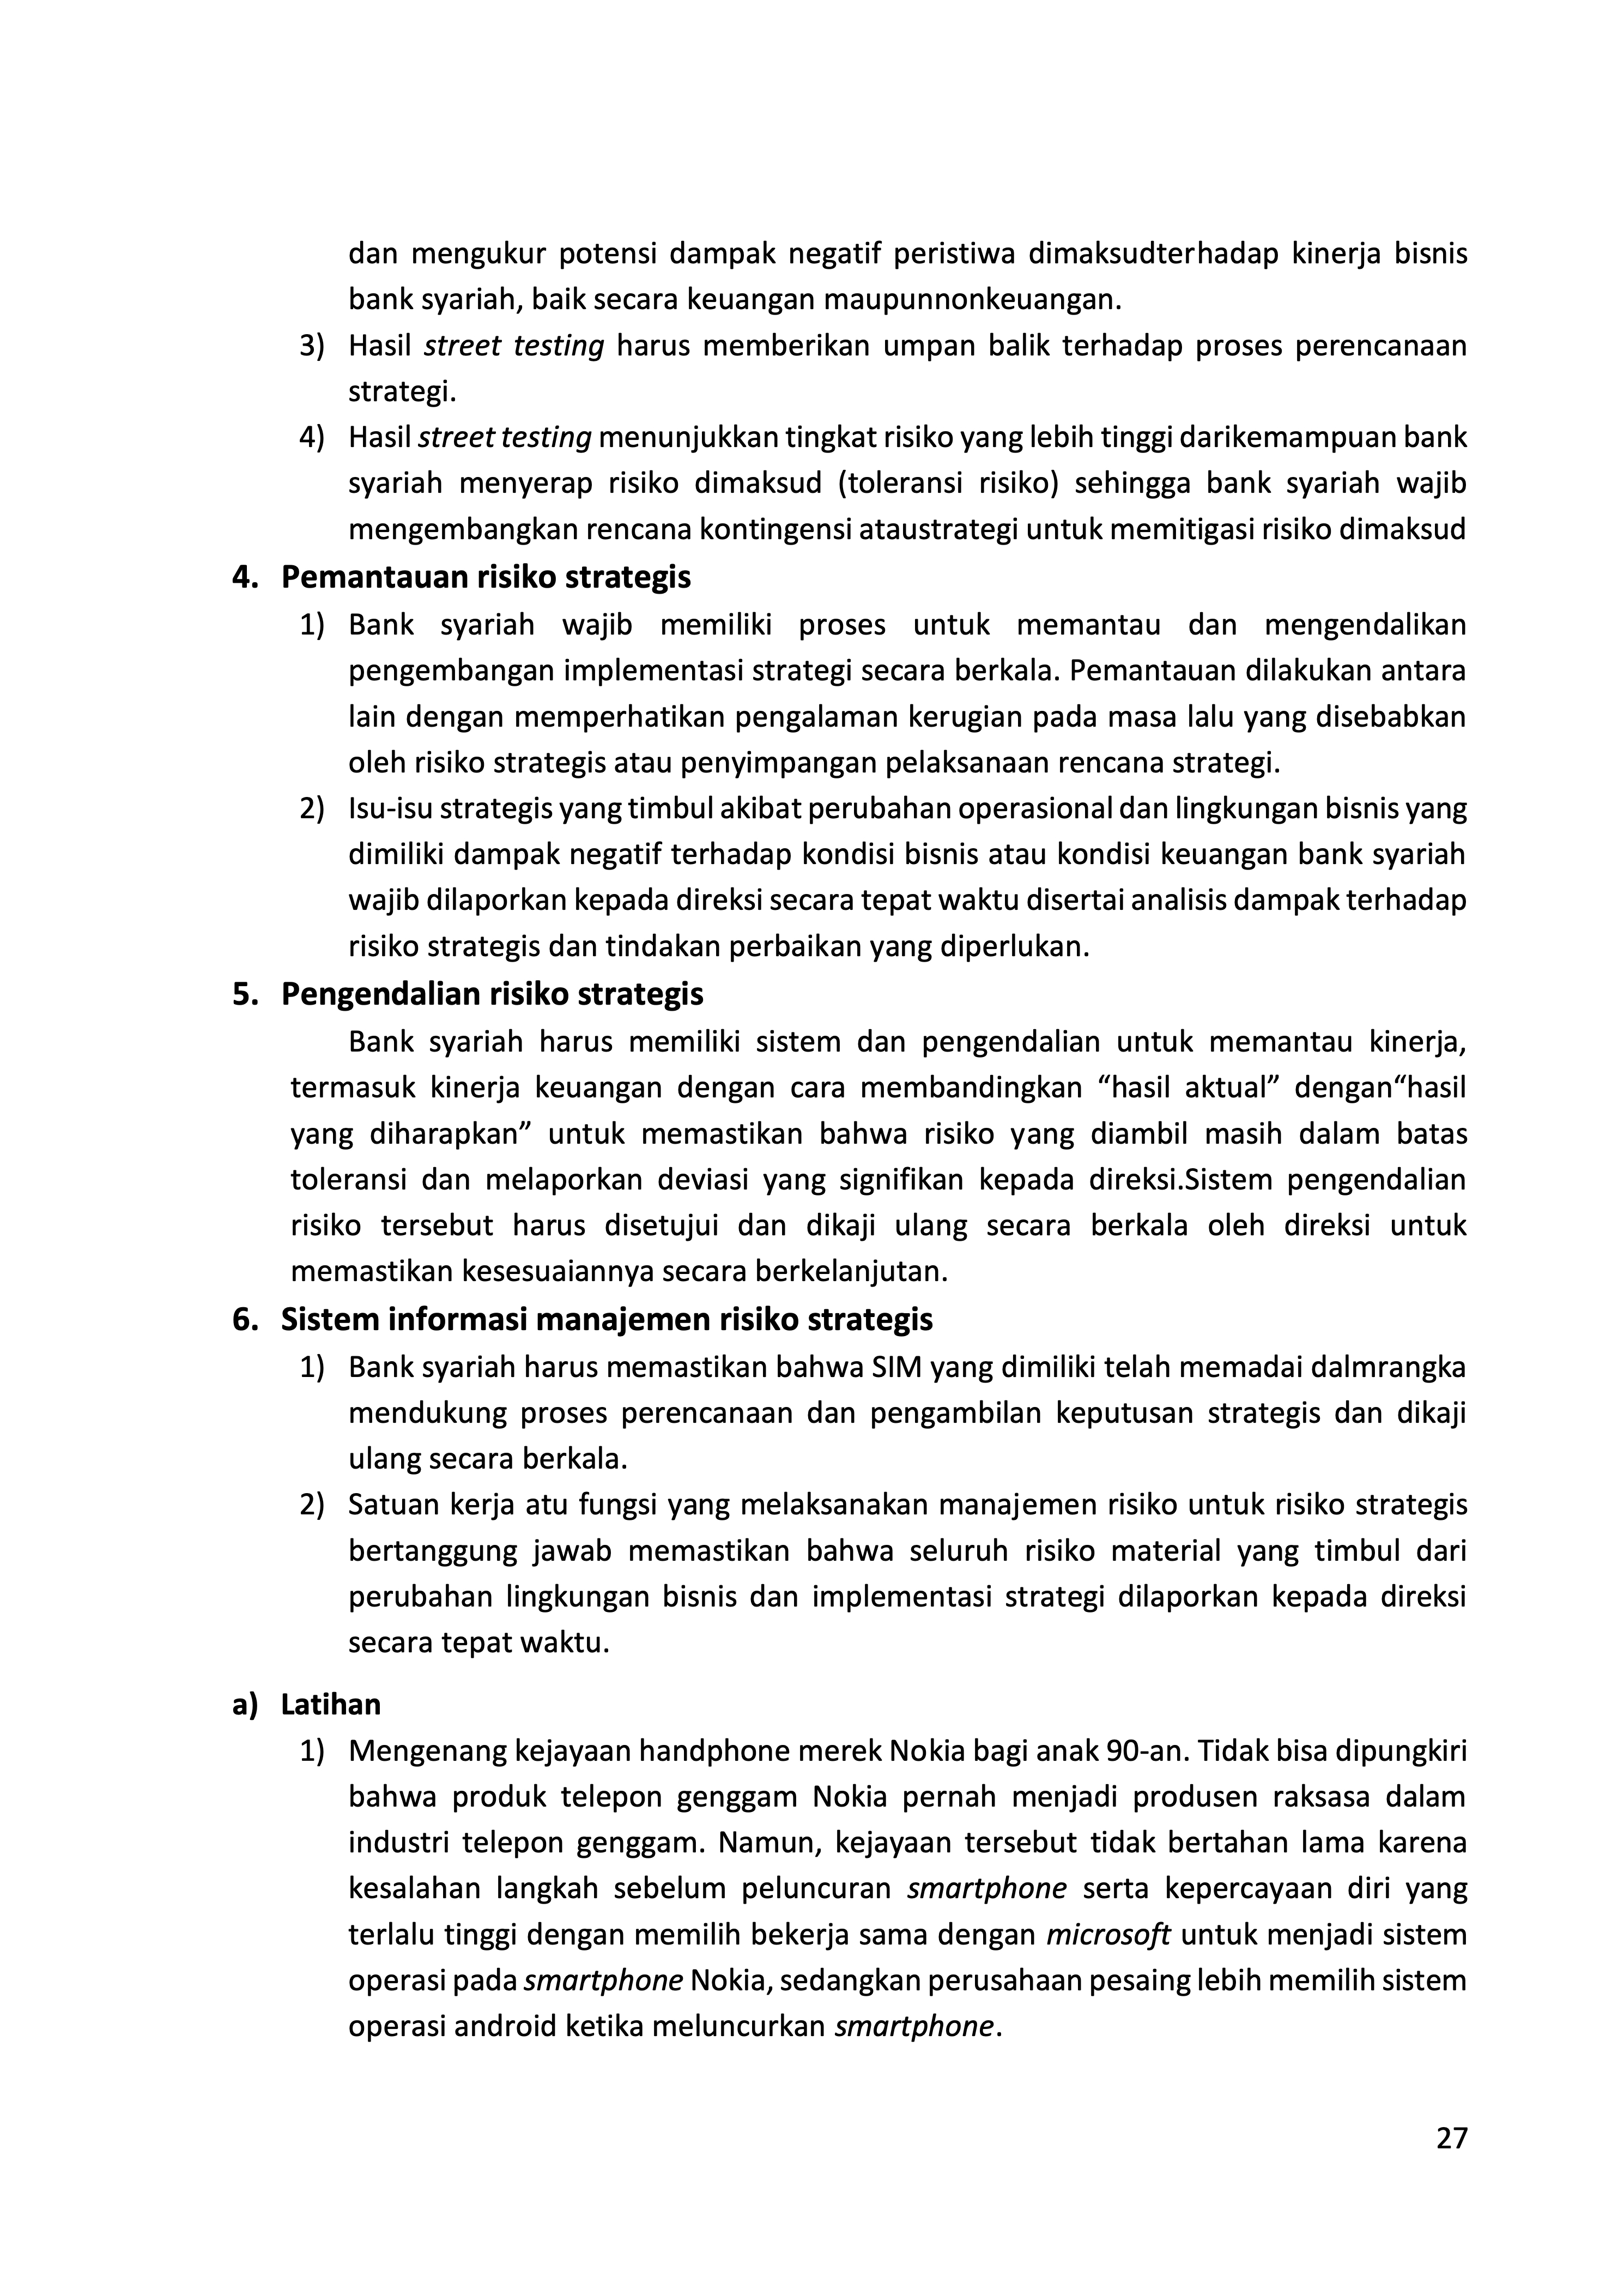 dan mengukur potensi dampak negatif peristiwa dimaksudterhadap kinerja bisnis
bank syariah, baik secara keuangan maupunnonkeuangan.
3) Hasil street testing harus memberikan umpan balik terhadap proses perencanaan
strategi.
4) Hasil street testing menunjukkan tingkat risiko yang lebih tinggi darikemampuan bank
syariah menyerap risiko dimaksud (toleransi risiko) sehingga bank syariah wajib
mengembangkan rencana kontingensi ataustrategi untuk memitigasi risiko dimaksud
4. Pemantauan risiko strategis
1) Bank syariah wajib memiliki proses untuk memantau dan mengendalikan
pengembangan implementasi strategi secara berkala. Pemantauan dilakukan antara
lain dengan memperhatikan pengalaman kerugian pada masa lalu yang disebabkan
oleh risiko strategis atau penyimpangan pelaksanaan rencana strategi.
2) Isu-isu strategis yang timbul akibat perubahan operasional dan lingkungan bisnis yang
dimiliki dampak negatif terhadap kondisi bisnis atau kondisi keuangan bank syariah
wajib dilaporkan kepada direksi secara tepat waktu disertai analisis dampak terhadap
risiko strategis dan tindakan perbaikan yang diperlukan.
5. Pengendalian risiko strategis
Bank syariah harus memiliki sistem dan pengendalian untuk memantau kinerja,
termasuk kinerja keuangan dengan cara membandingkan “hasil aktual” dengan“hasil
yang diharapkan” untuk memastikan bahwa risiko yang diambil masih dalam batas
toleransi dan melaporkan deviasi yang signifikan kepada direksi.Sistem pengendalian
risiko tersebut harus disetujui dan dikaji ulang secara berkala oleh direksi untuk
memastikan kesesuaiannya secara berkelanjutan.
6. Sistem informasi manajemen risiko strategis
1) Bank syariah harus memastikan bahwa SIM yang dimiliki telah memadai dalmrangka
mendukung proses perencanaan dan pengambilan keputusan strategis dan dikaji
ulang secara berkala.
2) Satuan kerja atu fungsi yang melaksanakan manajemen risiko untuk risiko strategis
bertanggung jawab memastikan bahwa seluruh risiko material yang timbul dari
perubahan lingkungan bisnis dan implementasi strategi dilaporkan kepada direksi
secara tepat waktu.
a) Latihan
1) Mengenang kejayaan handphone merek Nokia bagi anak 90-an. Tidak bisa dipungkiri
bahwa produk telepon genggam Nokia pernah menjadi produsen raksasa dalam
industri telepon genggam. Namun, kejayaan tersebut tidak bertahan lama karena
kesalahan langkah sebelum peluncuran smartphone serta kepercayaan diri yang
terlalu tinggi dengan memilih bekerja sama dengan microsoft untuk menjadi sistem
operasi pada smartphone Nokia, sedangkan perusahaan pesaing lebih memilih sistem
operasi android ketika meluncurkan smartphone.
27